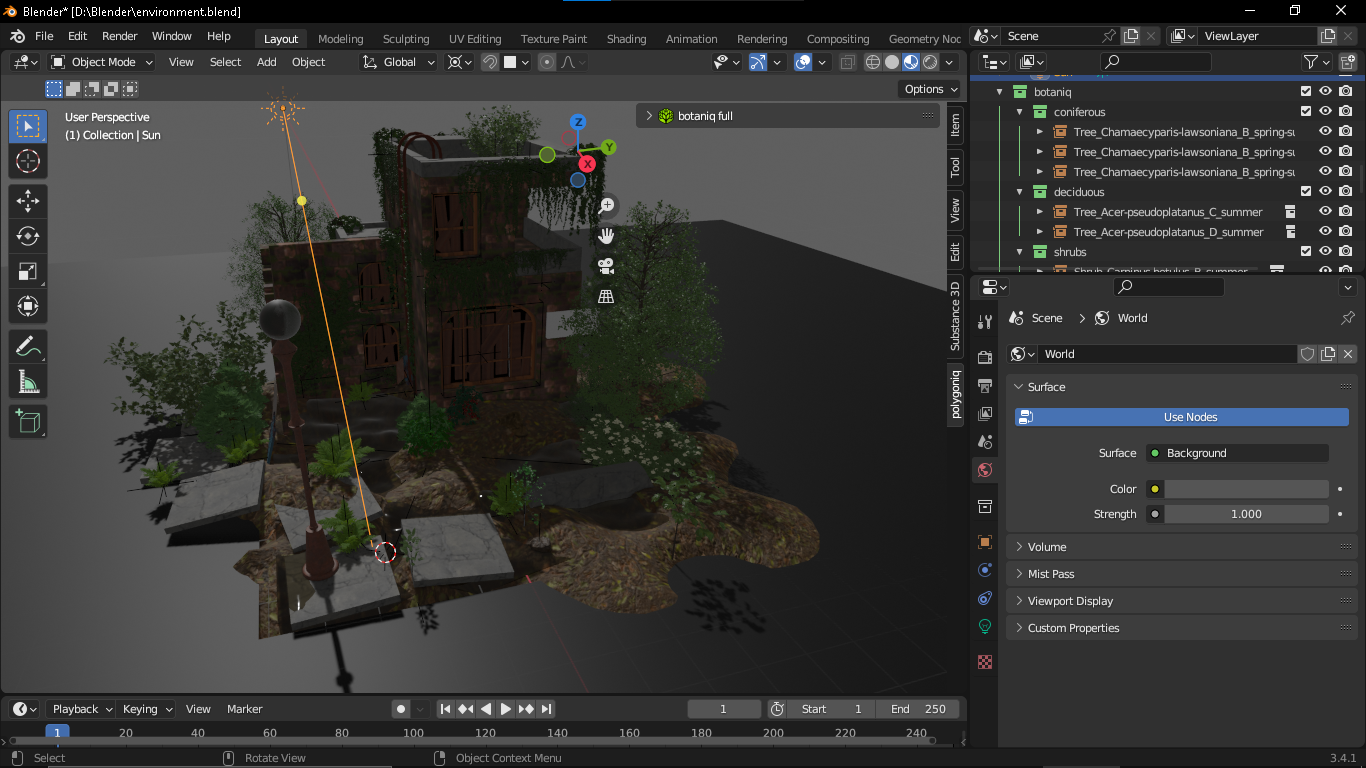 Blender* [D:\Blender\environment.blend]
File Edit Render Window Help
Layout Modeling Sculpting UV Editing Texture Paint Shading Animation Rendering Compositing Geometry Noc
Scene
ViewLayer
Object Mode View Select Add Object
Global
Options
User Perspective
(1) Collection | Sun
botaniq full
Z
Y
X
Item
Tool
View
Edit
Substance 3D
polygoniq
botaniq
coniferous
Tree_Chamaecyparis-lawsoniana_B_spring-su
Tree_Chamaecyparis-lawsoniana_B_spring-su
Tree_Chamaecyparis-lawsoniana_B_spring-su
deciduous
Tree_Acer-pseudoplatanus_C_summer
Tree_Acer-pseudoplatanus_D_summer
shrubs
Shrub_Carpinus-betulus_B_summer
Scene > World
World
Surface
Use Nodes
Surface Background
Color
Strength 1.000
Volume
Mist Pass
Viewport Display
Custom Properties
Playback Keying View Marker
1
Start 1 End 250
1 20 40 60 80 100 120 140 160 180 200 220 240
Select Rotate View Object Context Menu
3.4.1